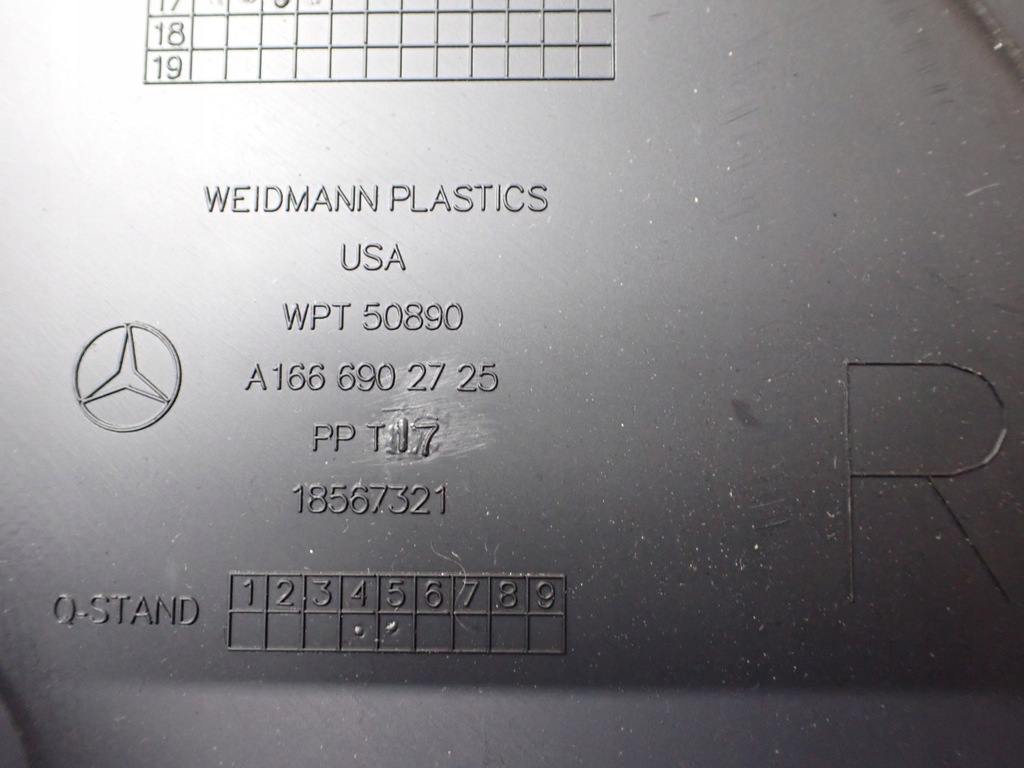 17
18
19
WEIDMANN PLASTICS
USA
WPT 50890
A166 690 27 25
PP T17
18567321
Q-STAND 1 2 3 4 5 6 7 8 9
R